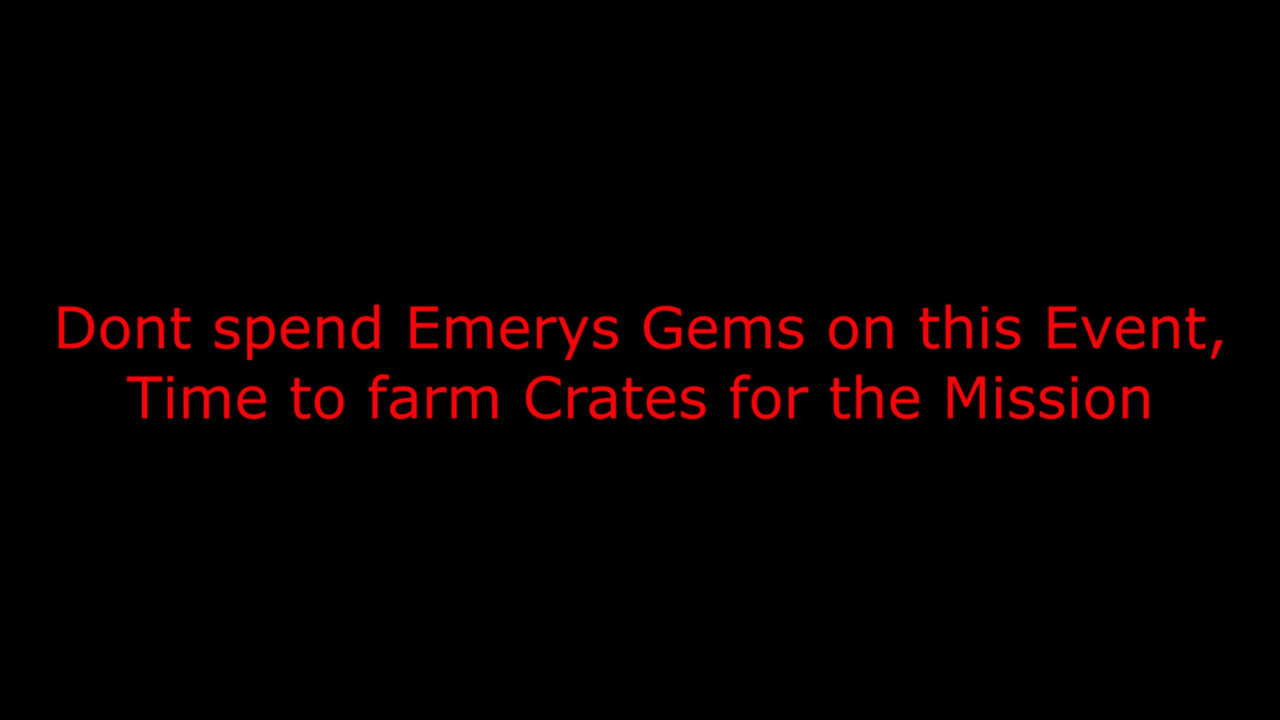 Dont spend Emerys Gems on this Event,
Time to farm Crates for the Mission